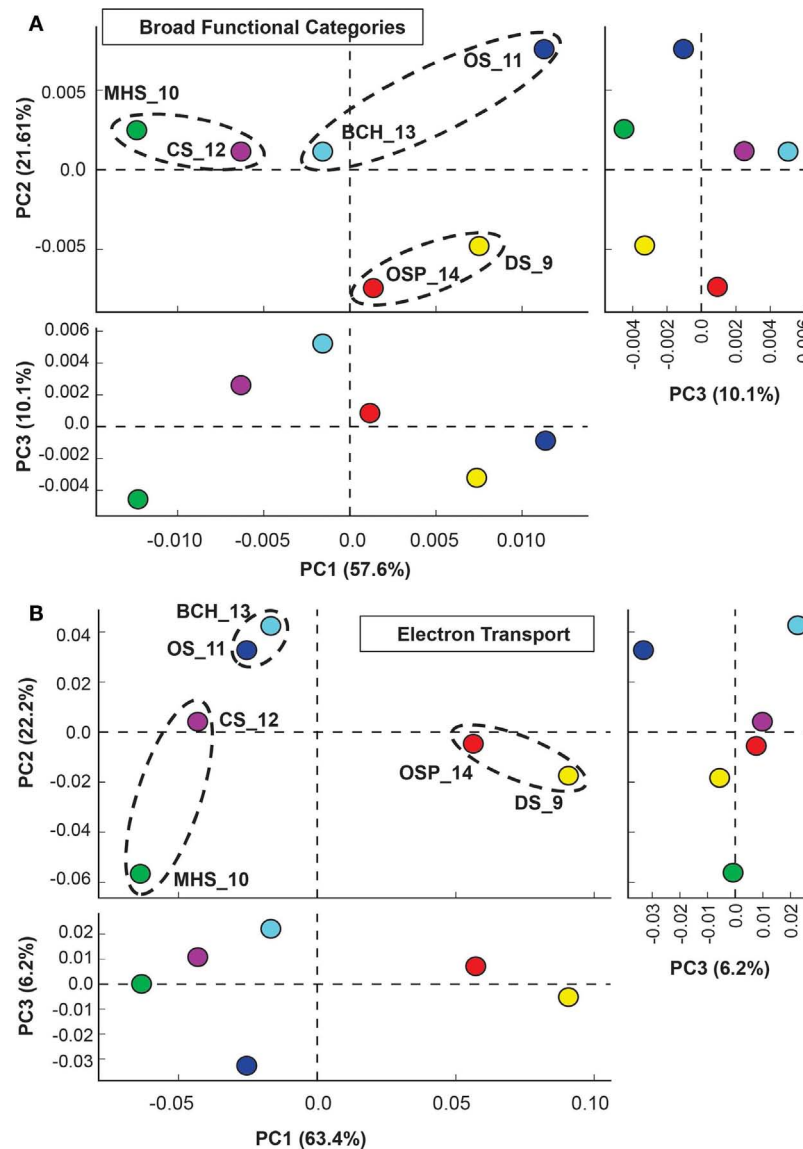 A
Broad Functional Categories
OS_11
MHS_10
BCH_13
CS_12
OSP_14
DS_9
PC2 (21.61%)
0.005
0.0
-0.005
-0.004
-0.002
0.0
0.002
0.004
0.006
PC3 (10.1%)
PC3 (10.1%)
0.006
0.004
0.002
0.0
-0.002
-0.004
-0.010
-0.005
0.0
0.005
0.010
PC1 (57.6%)
B
BCH_13
Electron Transport
OS_11
CS_12
OSP_14
DS_9
MHS_10
PC2 (22.2%)
0.04
0.02
0.0
-0.02
-0.04
-0.06
-0.03
-0.02
-0.01
0.0
0.01
0.02
PC3 (6.2%)
PC3 (6.2%)
0.02
0.01
0.0
-0.01
-0.02
-0.03
-0.05
0.0
0.05
0.10
PC1 (63.4%)